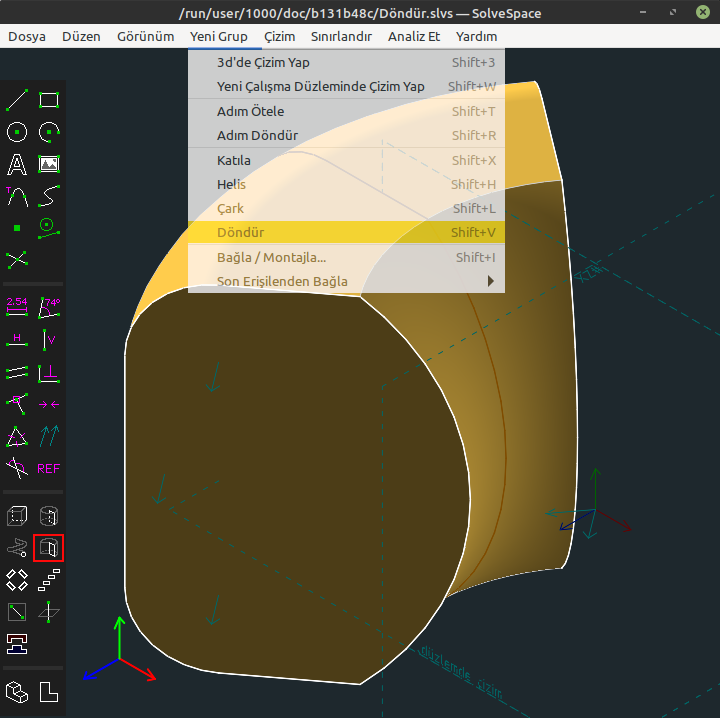 /run/user/1000/doc/b131b48c/Döndür.slvs — SolveSpace
Dosya Düzen Görünüm Yeni Grup Çizim Sınırlandır Analiz Et Yardım
3d'de Çizim Yap Shift+3
Yeni Çalışma Düzleminde Çizim Yap Shift+W
Adım Ötele Shift+T
Adım Döndür Shift+R
Katıla Shift+X
Helis Shift+H
Çark Shift+L
Döndür Shift+V
Bağla / Montajla... Shift+I
Son Erişilenden Bağla
A
T
2.54 74°
H V
REF
düzlemde çizim